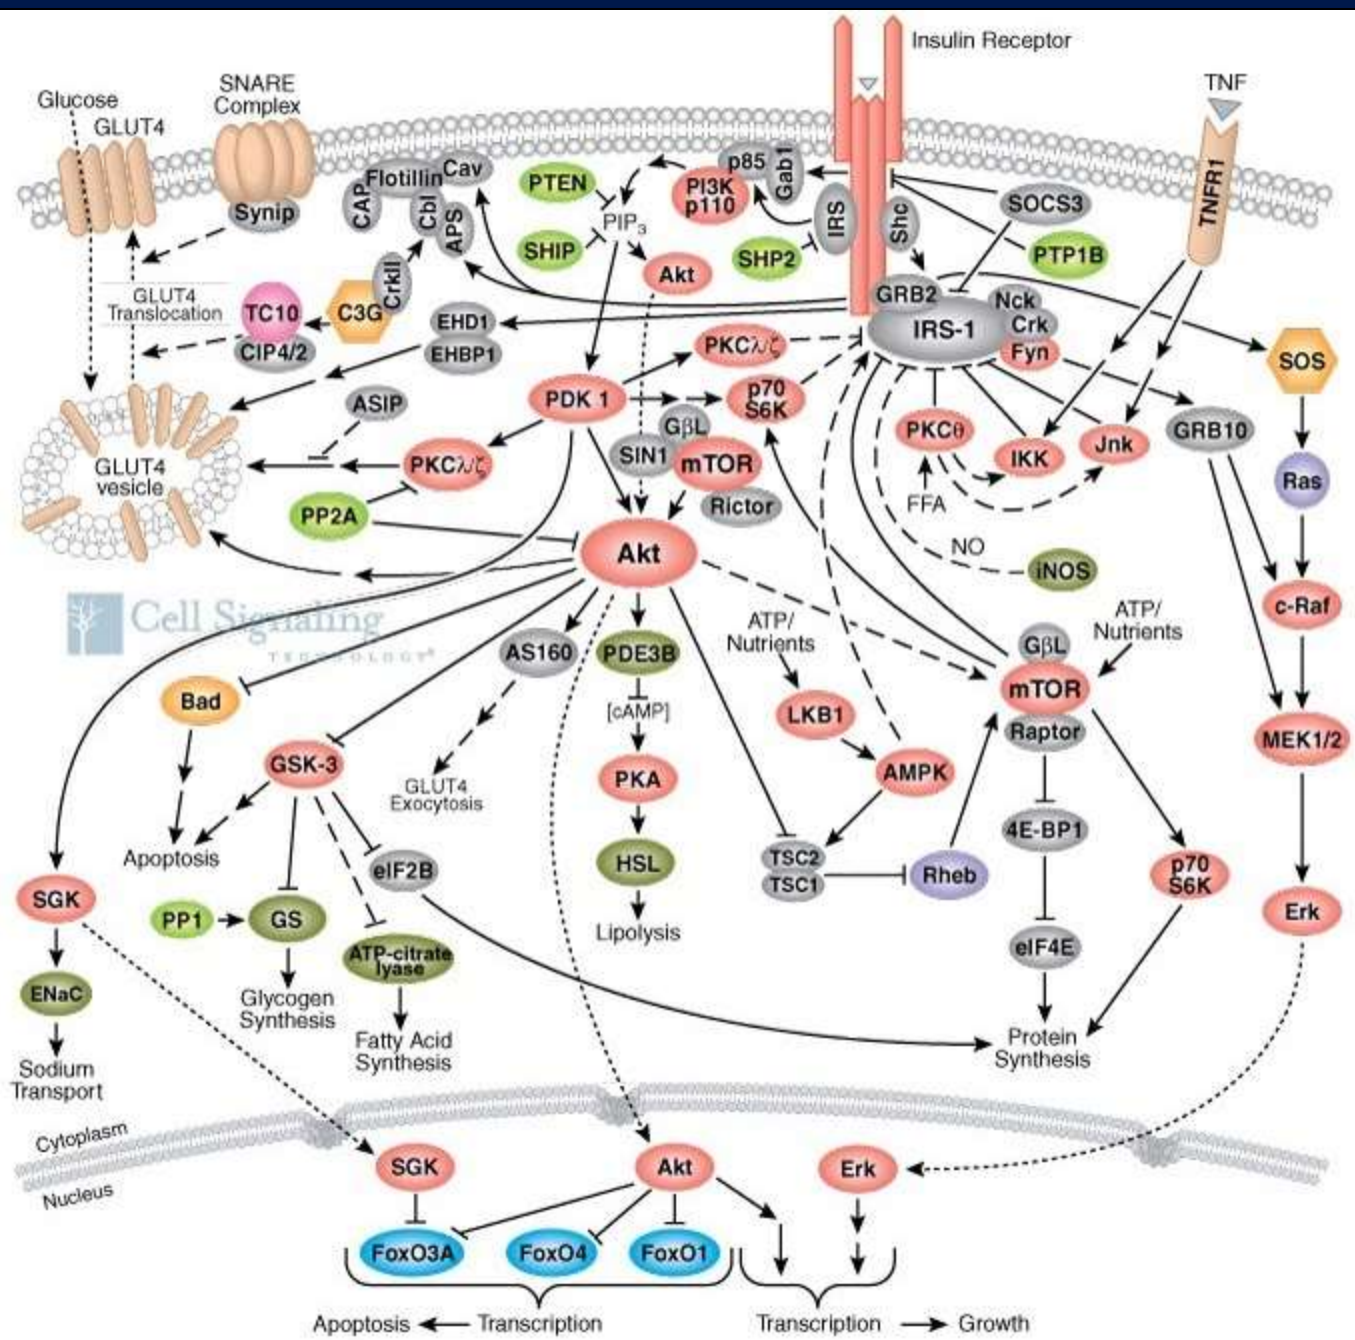 Insulin Receptor
TNF
SNARE
Complex
Glucose
GLUT4
TNFR1
Synip
CAP
Flotillin
Cav
Cbl
APS
CrkII
PTEN
SHIP
PIP3
PI3K
p110
p85
Gab1
IRS
Shc
SHP2
Akt
SOCS3
PTP1B
GRB2
IRS-1
Nck
Crk
Fyn
GLUT4
Translocation
TC10
CIP4/2
C3G
EHD1
EHBP1
PKCλ/ζ
SOS
ASIP
PDK 1
p70
S6K
GβL
SIN1
mTOR
Rictor
PKCθ
FFA
IKK
Jnk
GRB10
Ras
GLUT4
vesicle
PKCλ/ζ
PP2A
Akt
NO
iNOS
c-Raf
Cell Signaling
TECHNOLOGY®
AS160
PDE3B
[cAMP]
ATP/
Nutrients
GβL
mTOR
Raptor
ATP/
Nutrients
Bad
LKB1
MEK1/2
GSK-3
GLUT4
Exocytosis
PKA
AMPK
Apoptosis
eIF2B
HSL
TSC2
TSC1
Rheb
4E-BP1
p70
S6K
SGK
PP1
GS
Lipolysis
Erk
ATP-citrate
lyase
eIF4E
ENaC
Glycogen
Synthesis
Fatty Acid
Synthesis
Protein
Synthesis
Sodium
Transport
Cytoplasm
Nucleus
SGK
Akt
Erk
FoxO3A
FoxO4
FoxO1
Apoptosis
Transcription
Transcription
Growth